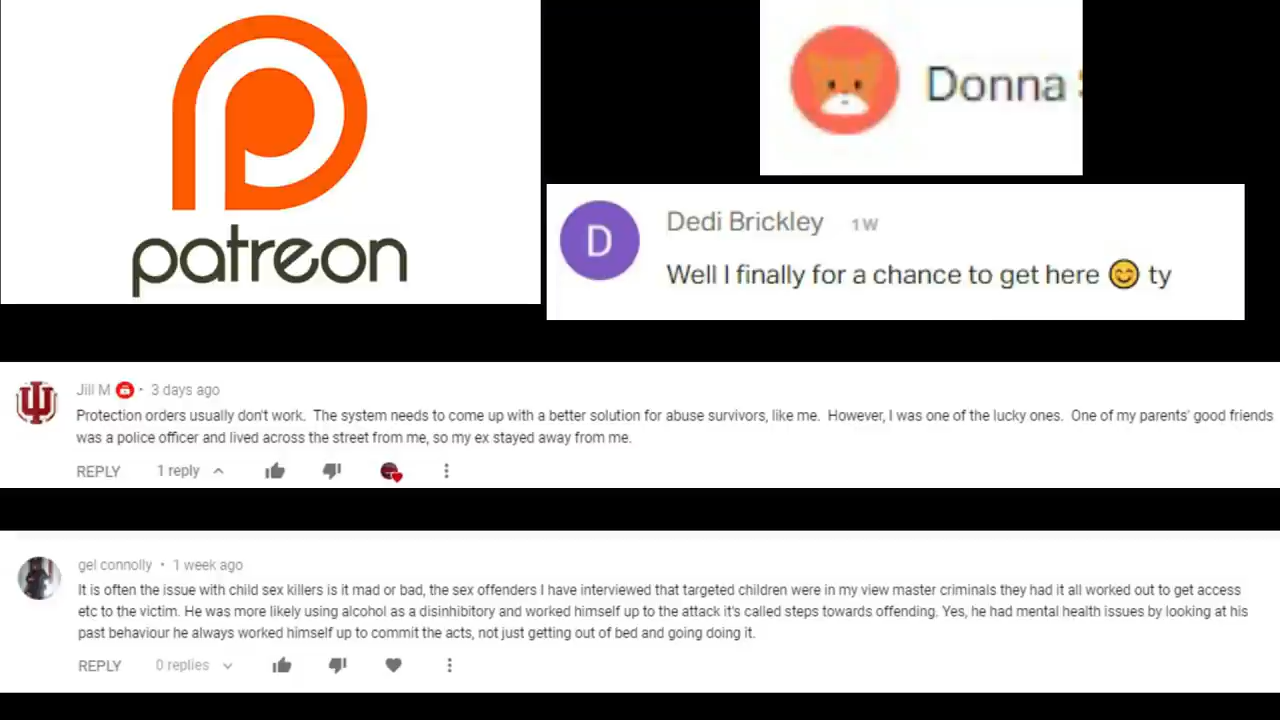 patreon
Donna
Dedi Brickley 1W
Well I finally for a chance to get here 😊 ty
Jill M • 3 days ago
Protection orders usually don't work. The system needs to come up with a better solution for abuse survivors, like me. However, I was one of the lucky ones. One of my parents' good friends
was a police officer and lived across the street from me, so my ex stayed away from me.
REPLY 1 reply
gel connolly • 1 week ago
It is often the issue with child sex killers is it mad or bad, the sex offenders I have interviewed that targeted children were in my view master criminals they had it all worked out to get access
etc to the victim. He was more likely using alcohol as a disinhibitory and worked himself up to the attack it's called steps towards offending. Yes, he had mental health issues by looking at his
past behaviour he always worked himself up to commit the acts, not just getting out of bed and going doing it.
REPLY 0 replies